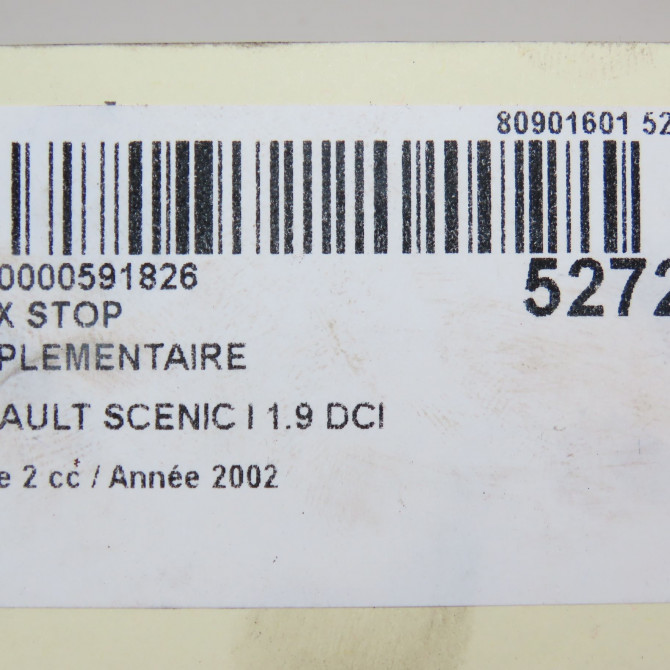 80901601 52
0000591826
5272
X STOP
PLEMENTAIRE
AULT SCENIC I 1.9 DCI
e 2 cc / Année 2002